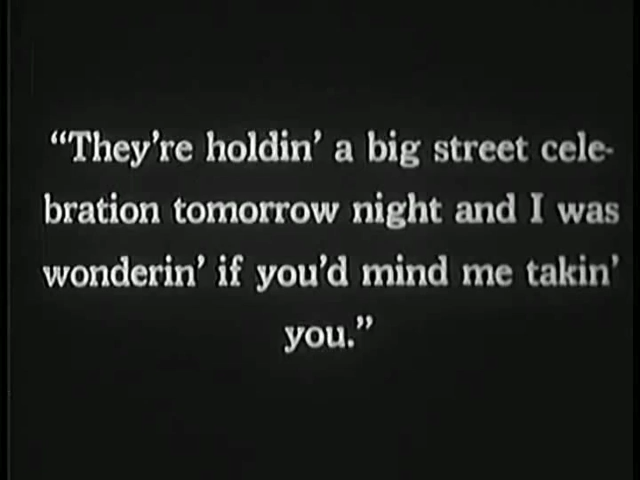 “They’re holdin’ a big street cele-
bration tomorrow night and I was
wonderin’ if you’d mind me takin’
you.”